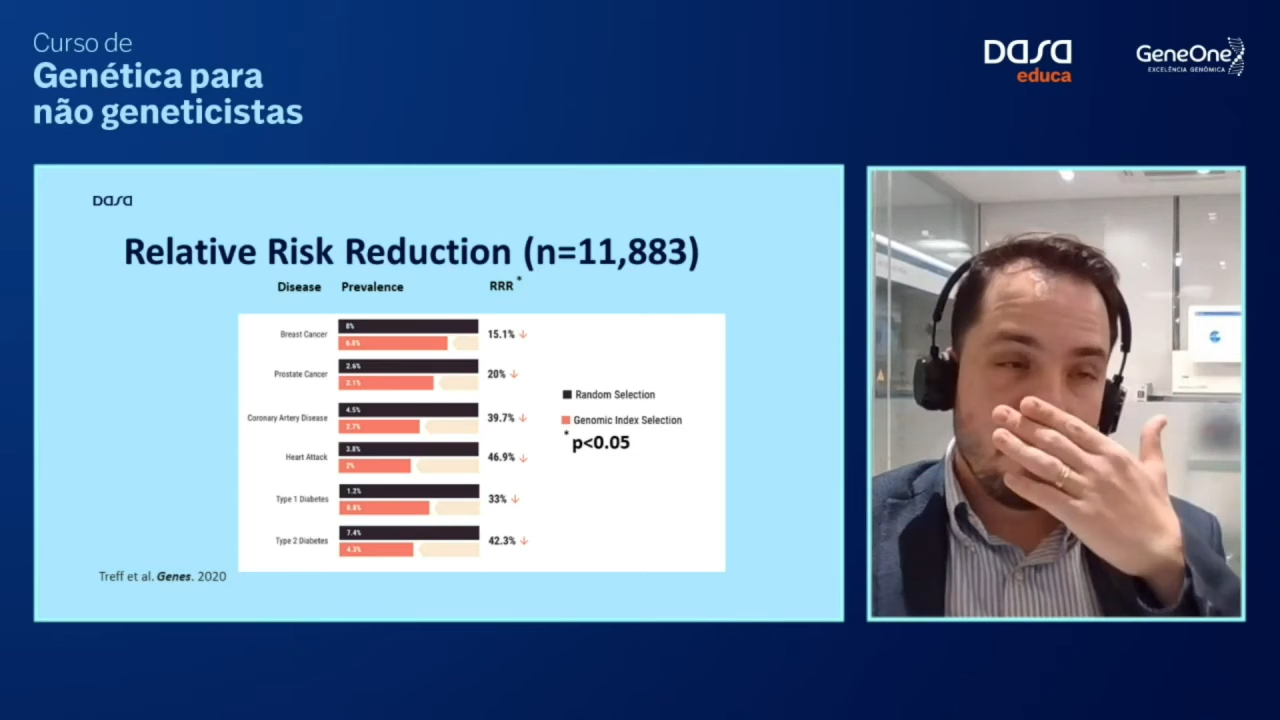 Curso de
Genética para
não geneticistas
Dasa
educa
GeneOne
EXCELÊNCIA GENÔMICA
Dasa
Relative Risk Reduction (n=11,883)
Disease Prevalence RRR *
Breast Cancer 8% 15.1% ↓
6.8%
Prostate Cancer 2.6% 20% ↓
2.1%
Coronary Artery Disease 4.5% 39.7% ↓
2.7%
Heart Attack 3.8% 46.9% ↓
2%
Type 1 Diabetes 1.2% 33% ↓
0.8%
Type 2 Diabetes 7.4% 42.3% ↓
4.3%
Random Selection
Genomic Index Selection
* p<0.05
Treff et al. Genes. 2020